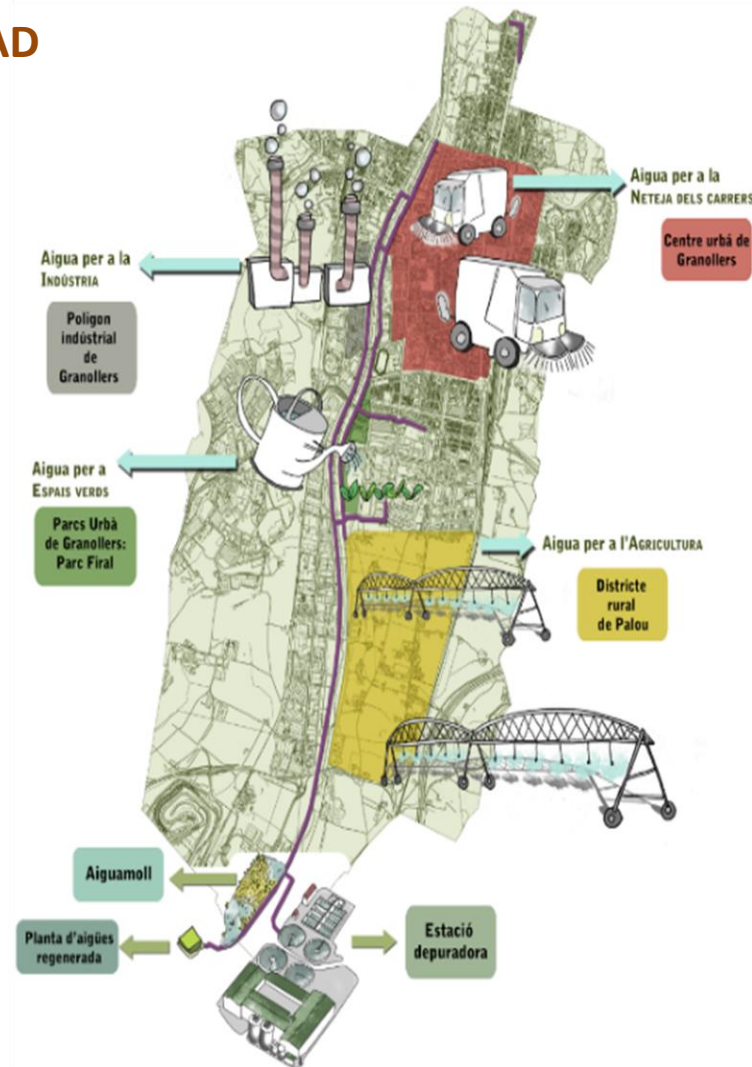 AD
Aigua per a la
NETEJA DELS CARRERS
Centre urbá de
Granollers
Aigua per a la
INDÚSTRIA
Poligon
indústrial
de
Granollers
Aigua per a
ESPAIS VERDS
Parcs Urbà
de Granollers:
Parc Firal
Aigua per a l'AGRICULTURA
Districte
rural
de Palou
Aiguamoll
Planta d'aigües
regenerada
Estació
depuradora